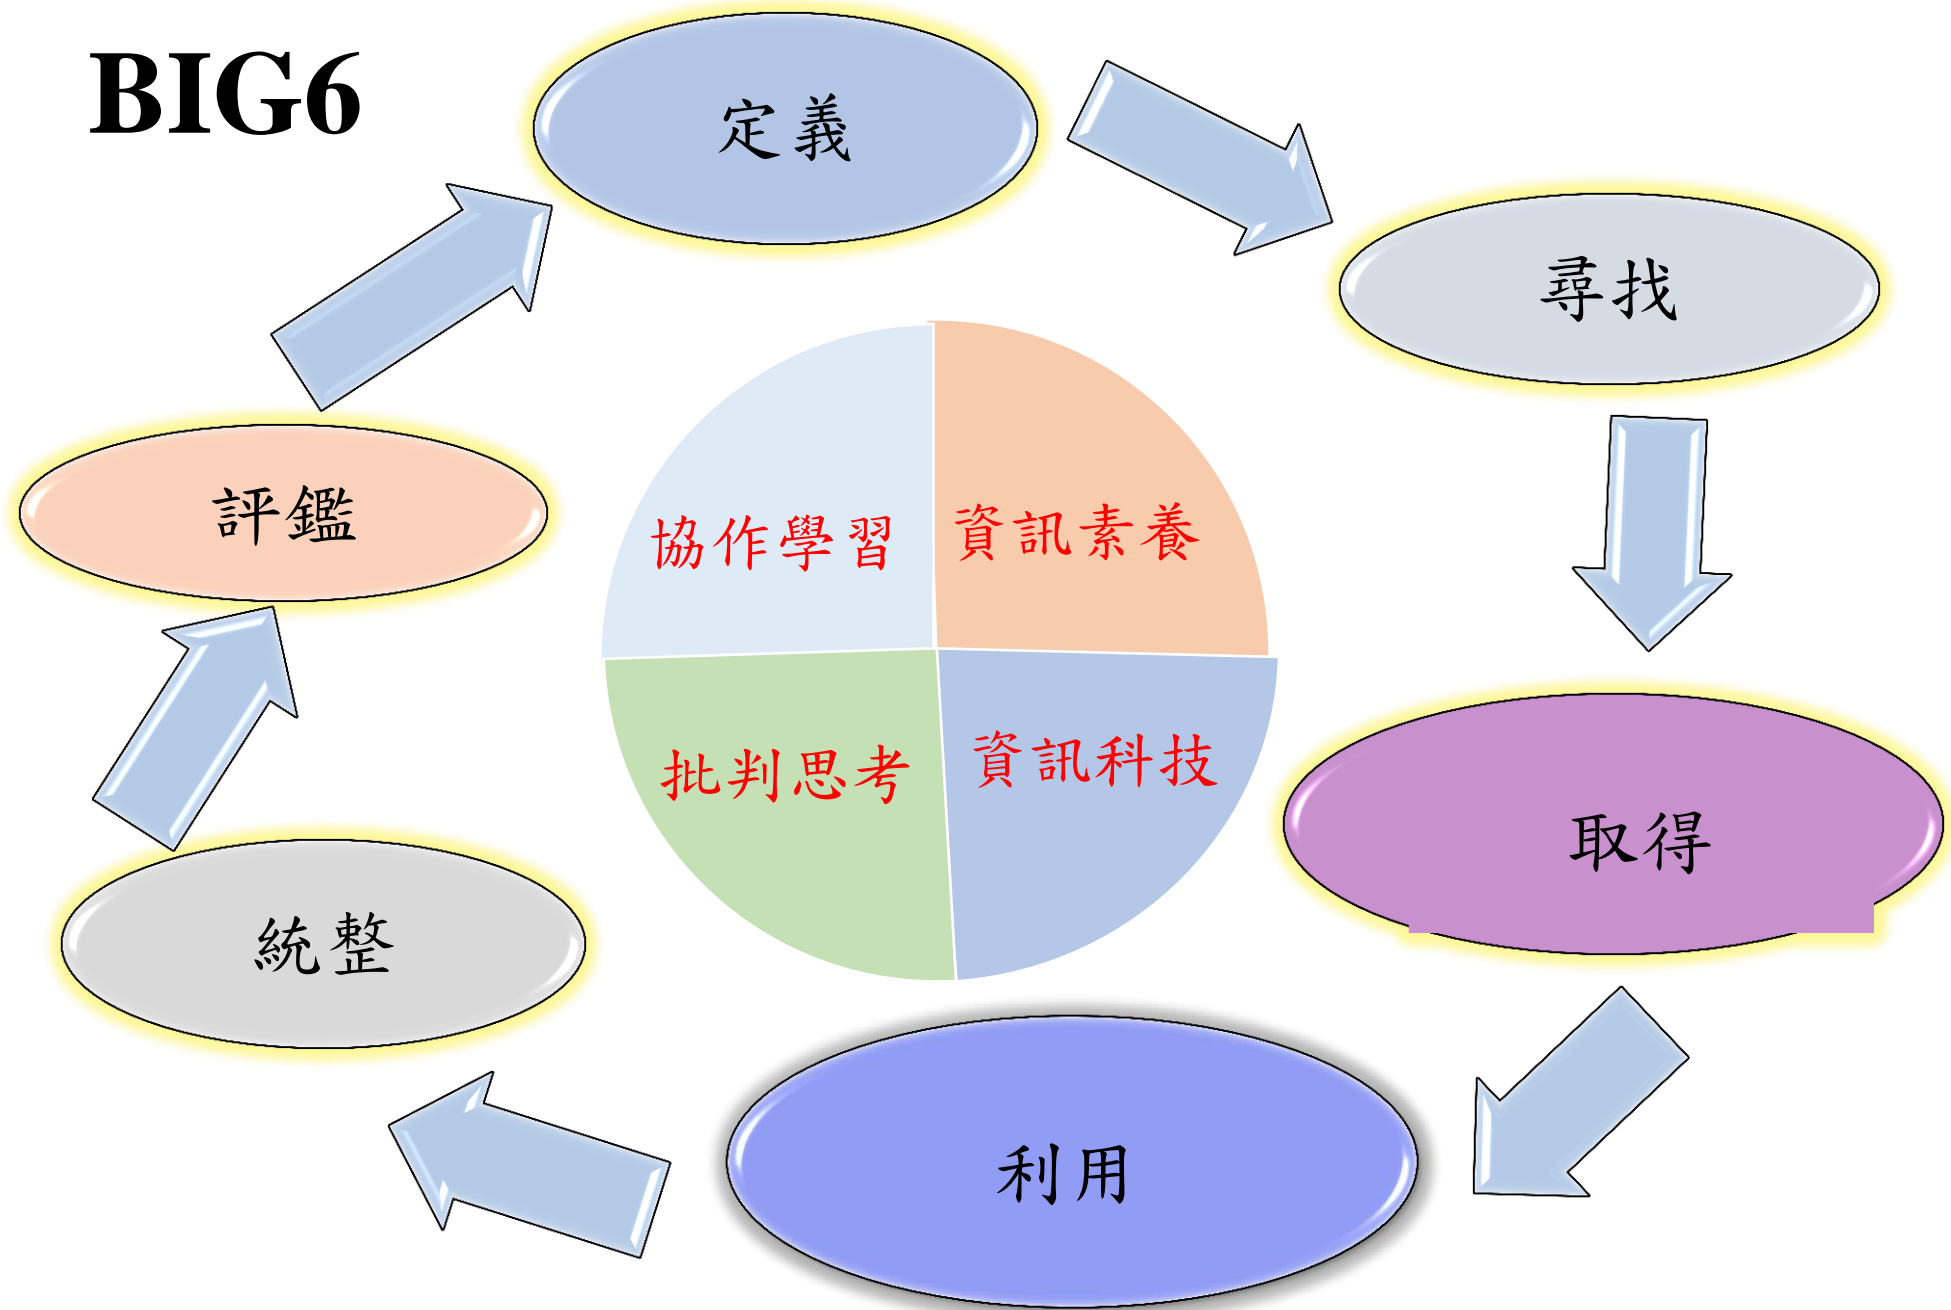 BIG6
定義
尋找
取得
利用
統整
評鑑
協作學習
資訊素養
批判思考
資訊科技